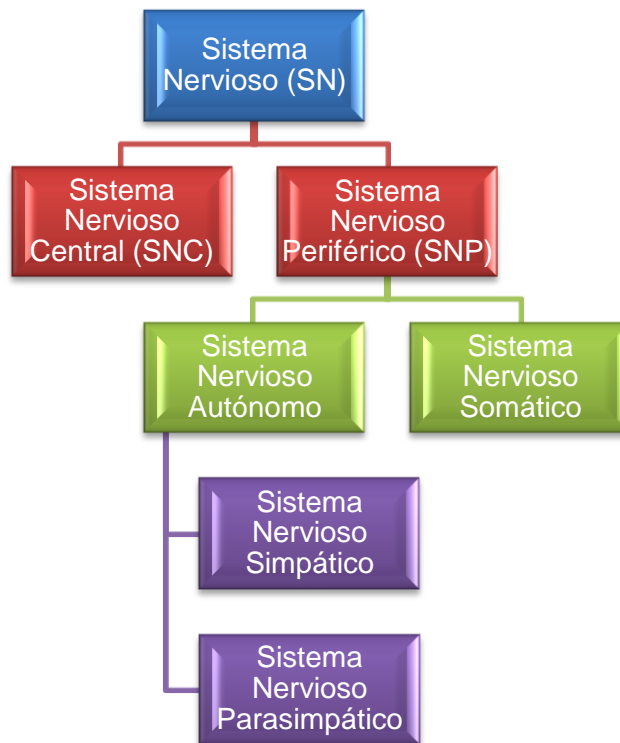 Sistema
Nervioso (SN)
Sistema
Nervioso
Central (SNC)
Sistema
Nervioso
Periférico (SNP)
Sistema
Nervioso
Autónomo
Sistema
Nervioso
Somático
Sistema
Nervioso
Simpático
Sistema
Nervioso
Parasimpático